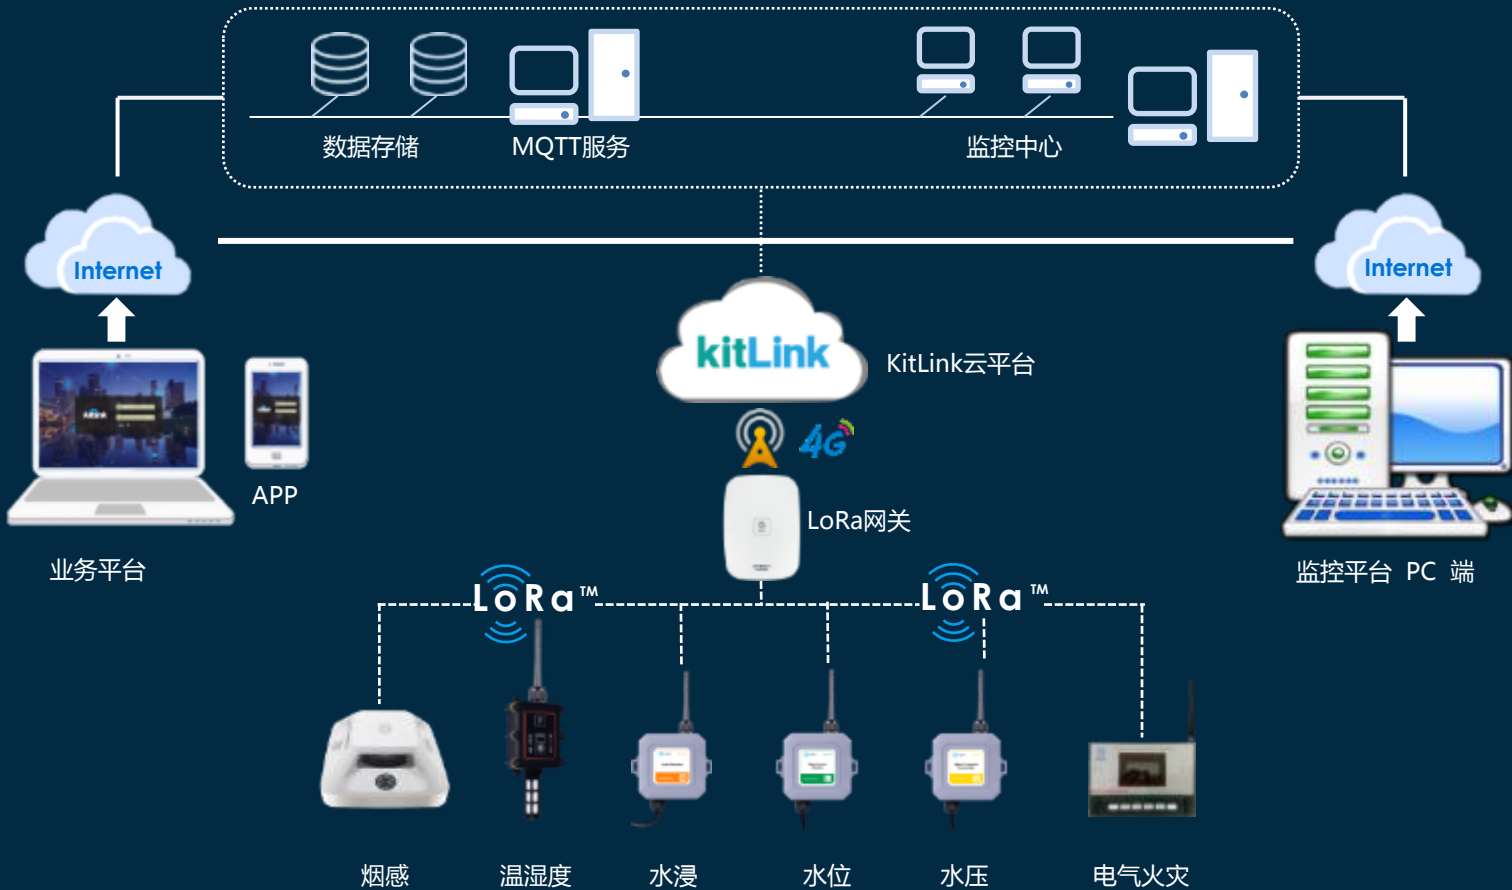 数据存储
MQTT服务
监控中心
Internet
Internet
kitLink
KitLink云平台
4G
APP
LoRa网关
业务平台
监控平台 PC 端
LoRa™
LoRa™
烟感
温湿度
水浸
水位
水压
电气火灾